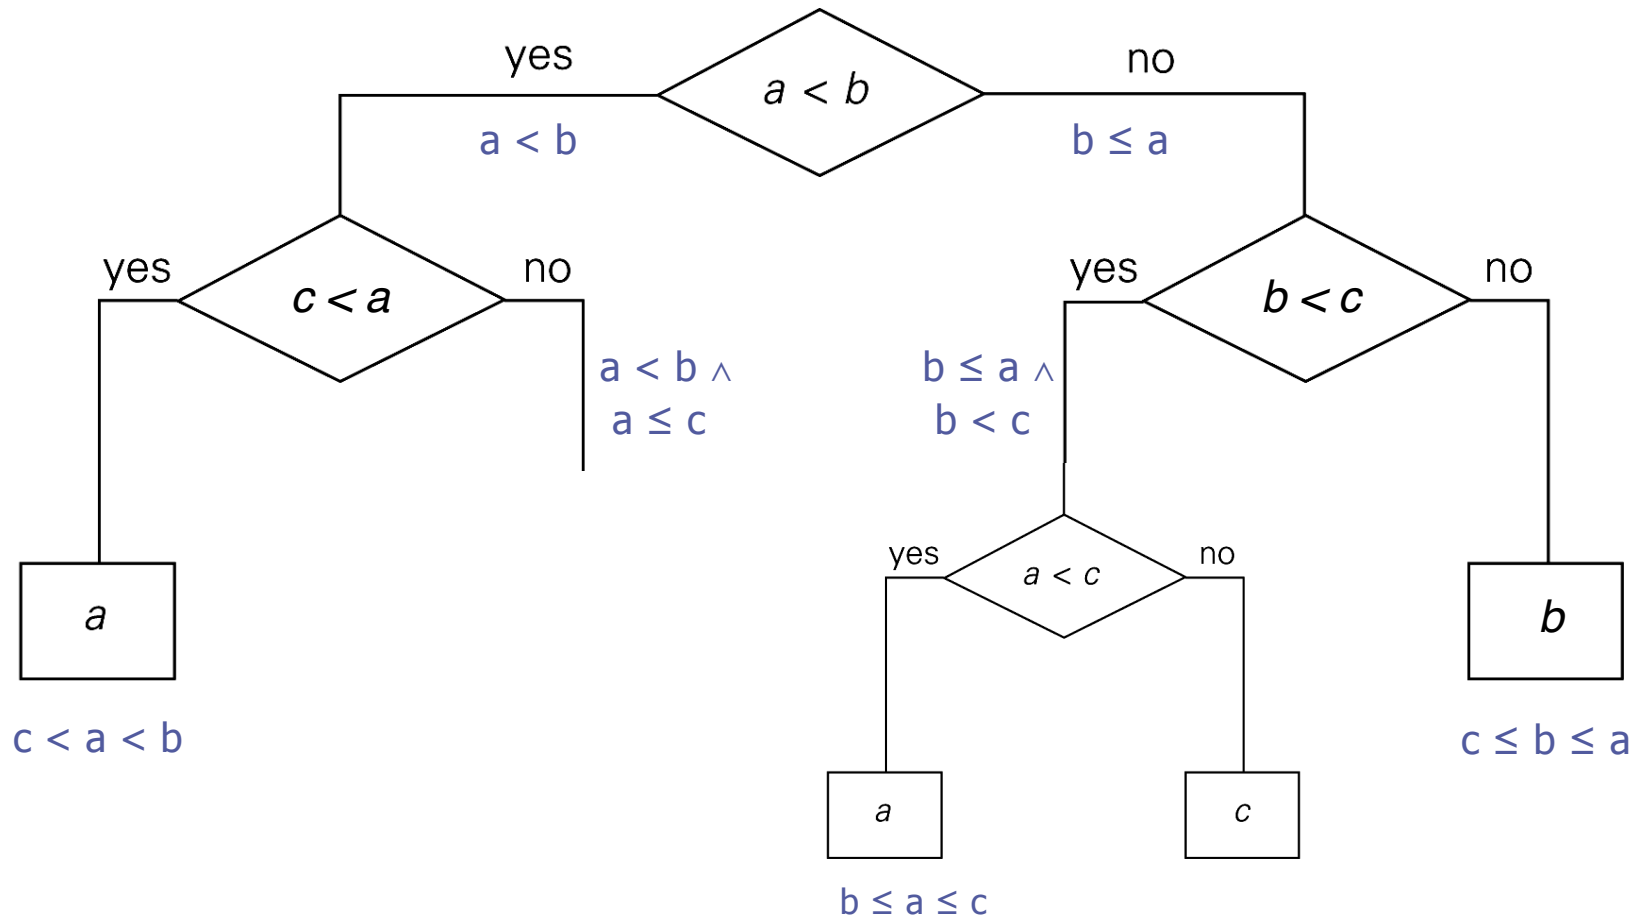 yes
a < b
no
a < b
b ≤ a
yes
c < a
no
yes
b < c
no
a < b ∧
a ≤ c
b ≤ a ∧
b < c
yes
a < c
no
a
b
c < a < b
c ≤ b ≤ a
a
c
b ≤ a ≤ c